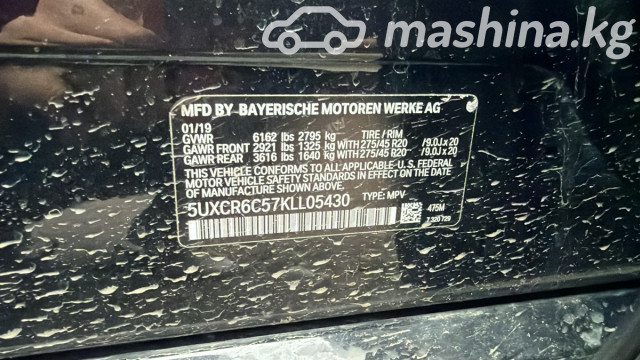 mashina.kg
MFD BY BAYERISCHE MOTOREN WERKE AG
01/19
GVWR 6162 lbs 2795 kg TIRE / RIM
GAWR FRONT 2921 lbs 1325 kg WITH 275/45 R20 / 9.0J x 20
GAWR REAR 3616 lbs 1640 kg WITH 275/45 R20 / 9.0J x 20
THIS VEHICLE CONFORMS TO ALL APPLICABLE U. S. FEDERAL
MOTOR VEHICLE SAFETY STANDARDS IN EFFECT ON THE DATE OF
MANUFACTURE SHOWN ABOVE.
5UXCR6C57KLL05430 TYPE: MPV
475M
7 320 729